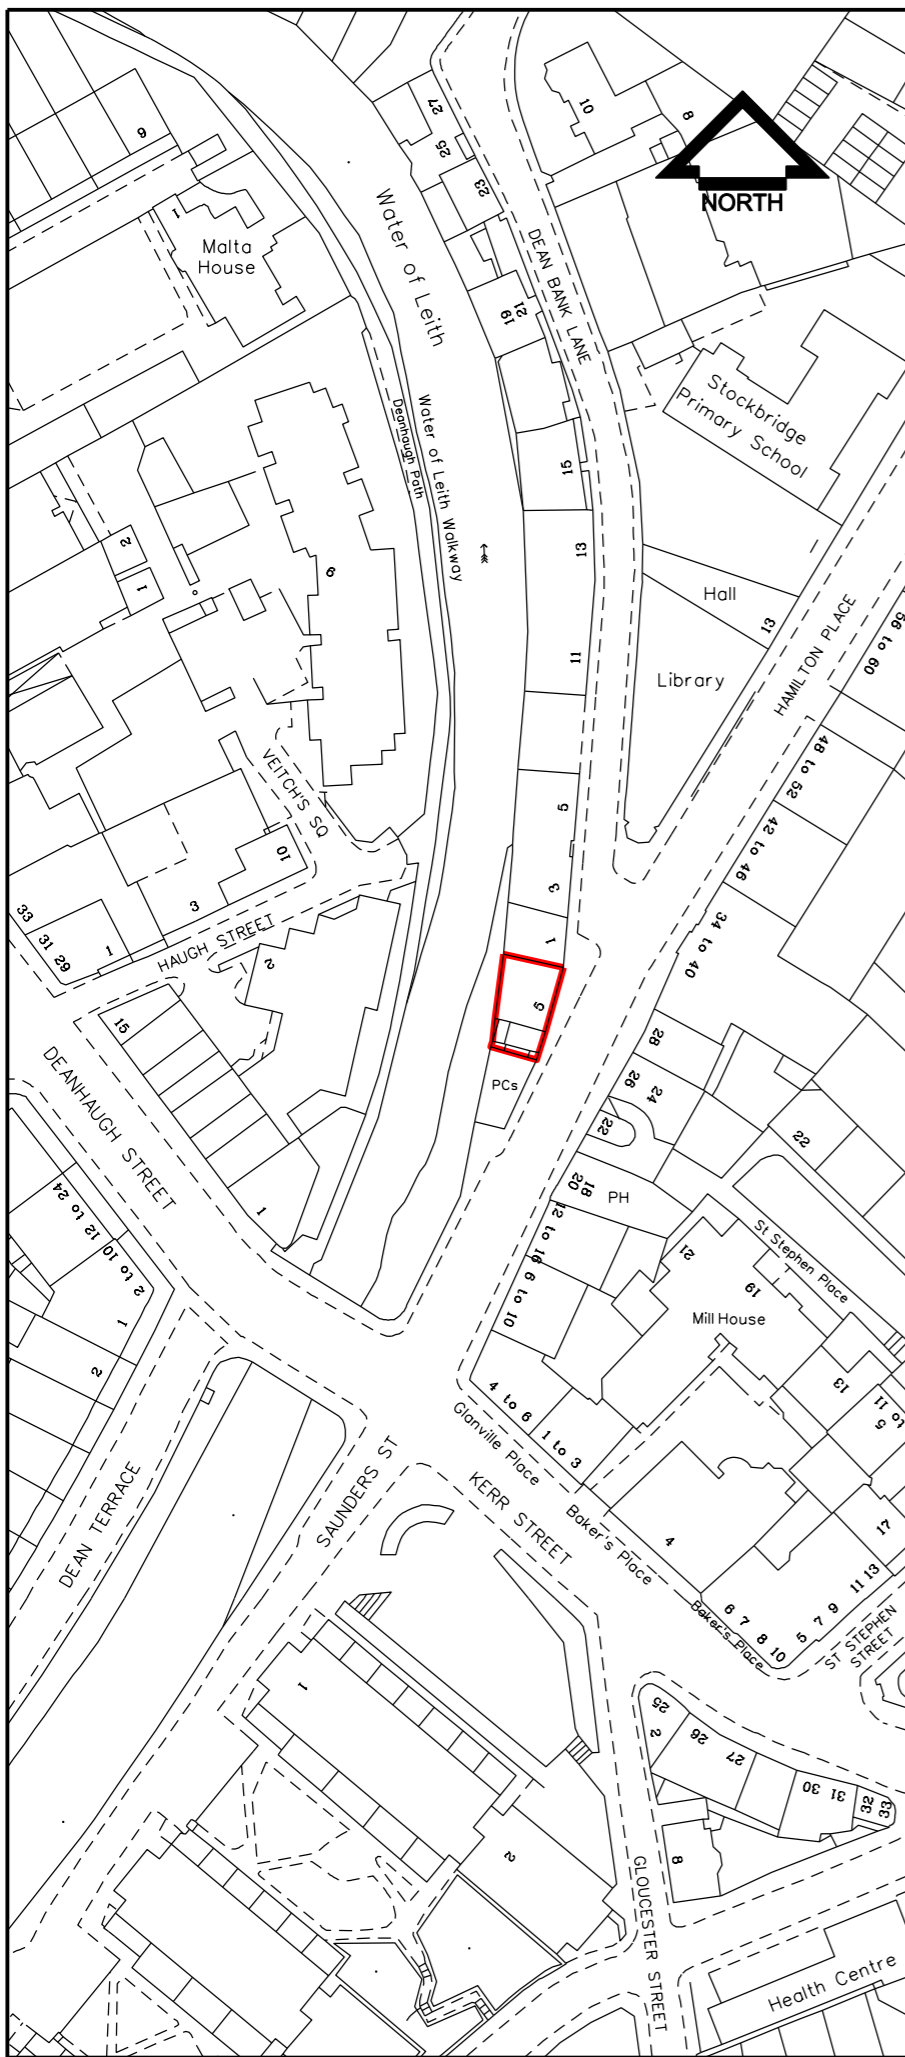 27
25
23
10
8
NORTH
9
1
Malta
House
Water of Leith
DEAN BANK LANE
21
19
Stockbridge
Primary School
Deanhaugh Path
Water of Leith Walkway
15
13
2
1
9
Hall
13
HAMILTON PLACE
56 to 60
11
Library
48 to 52
VEITCH'S SQ
5
42 to 46
10
3
3
33
31
29
1
HAUGH STREET
2
1
34 to 40
5
15
28
26
24
22
22
PCs
DEANHAUGH STREET
18
20
PH
12 to 24
2 to 10
1
12 to 16
6 to 10
21
St Stephen Place
19
Mill House
1
2
13
5 to 11
4 to 6
1 to 3
Glanville Place
SAUNDERS ST
KERR STREET
DEAN TERRACE
Baker's Place
4
17
11 13
6
7
8
10
5
7
9
Baker's Place
ST STEPHEN
STREET
1
25
2
26
27
30
31
32
33
2
8
GLOUCESTER STREET
Health Centre